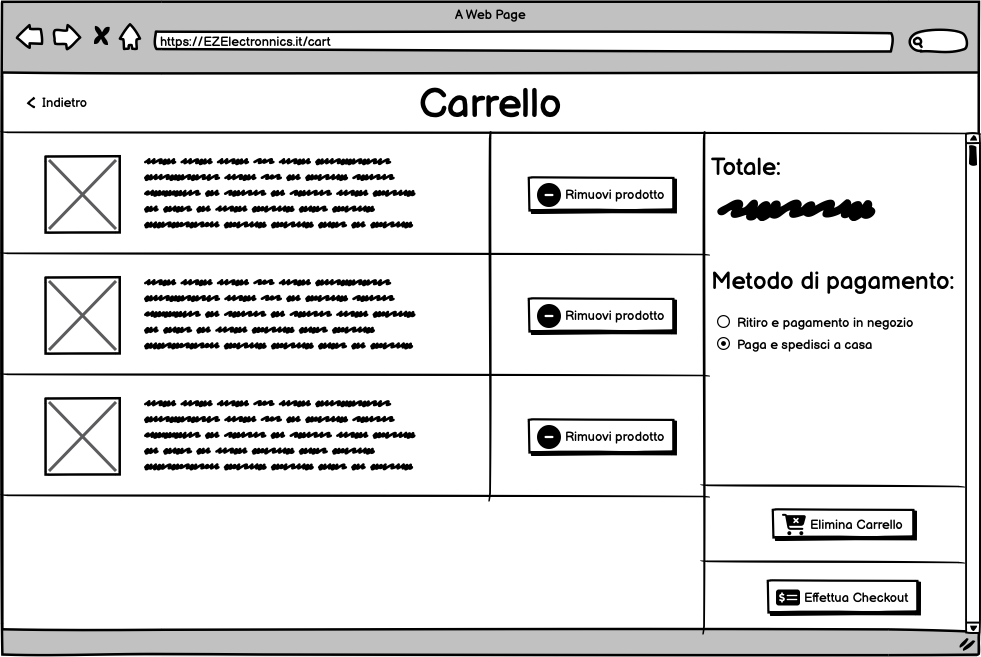 A Web Page
https://EZElectronnics.it/cart
Indietro
Carrello
Rimuovi prodotto
Totale:
Metodo di pagamento:
Rimuovi prodotto
Ritiro e pagamento in negozio
Paga e spedisci a casa
Rimuovi prodotto
Elimina Carrello
Effettua Checkout